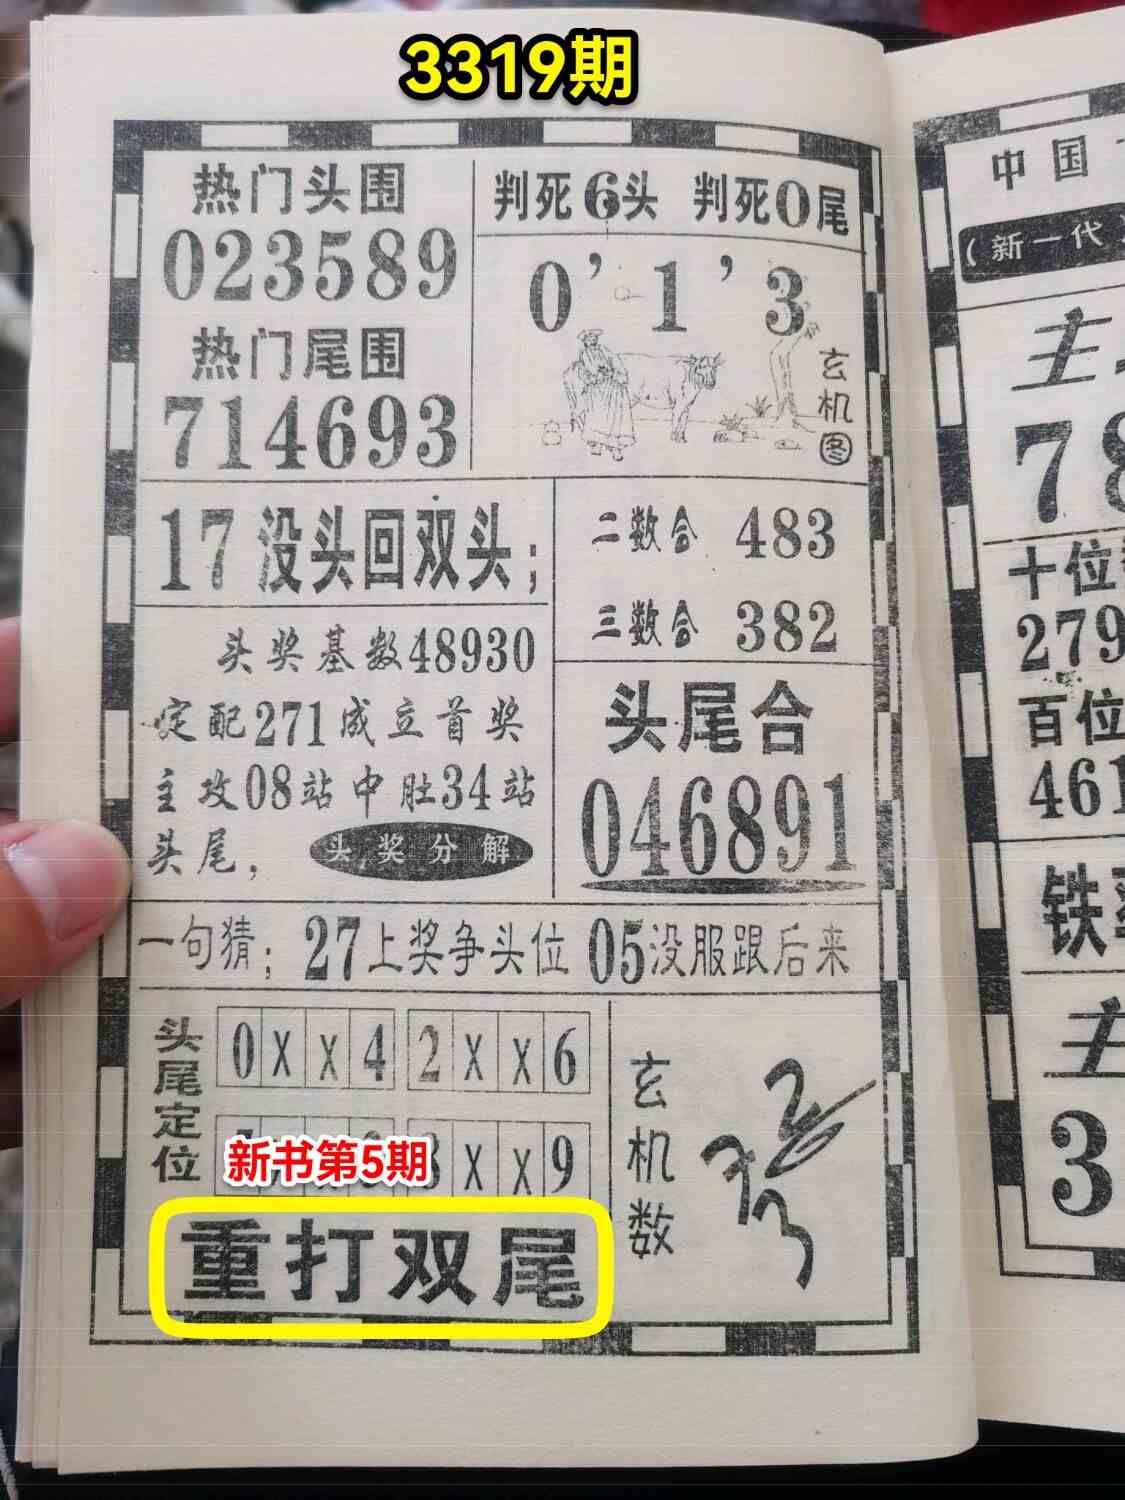 3319期
热门头围
023589
热门尾围
714693
判死6头 判死0尾
0’1’3
玄机图
17没头回双头;
二数合 483
三数合 382
头奖基数48930
定配271成立首奖
主攻08站中肚34站
头尾,
头奖分解
头尾合
046891
一句猜; 27上奖争头位 05没服跟后来
头尾定位
0 X X 4 2 X X 6
X X 9
新书第5期
重打双尾
玄机数
中国
(新一代
主
78
十位
279
百位
461
铁
主
3